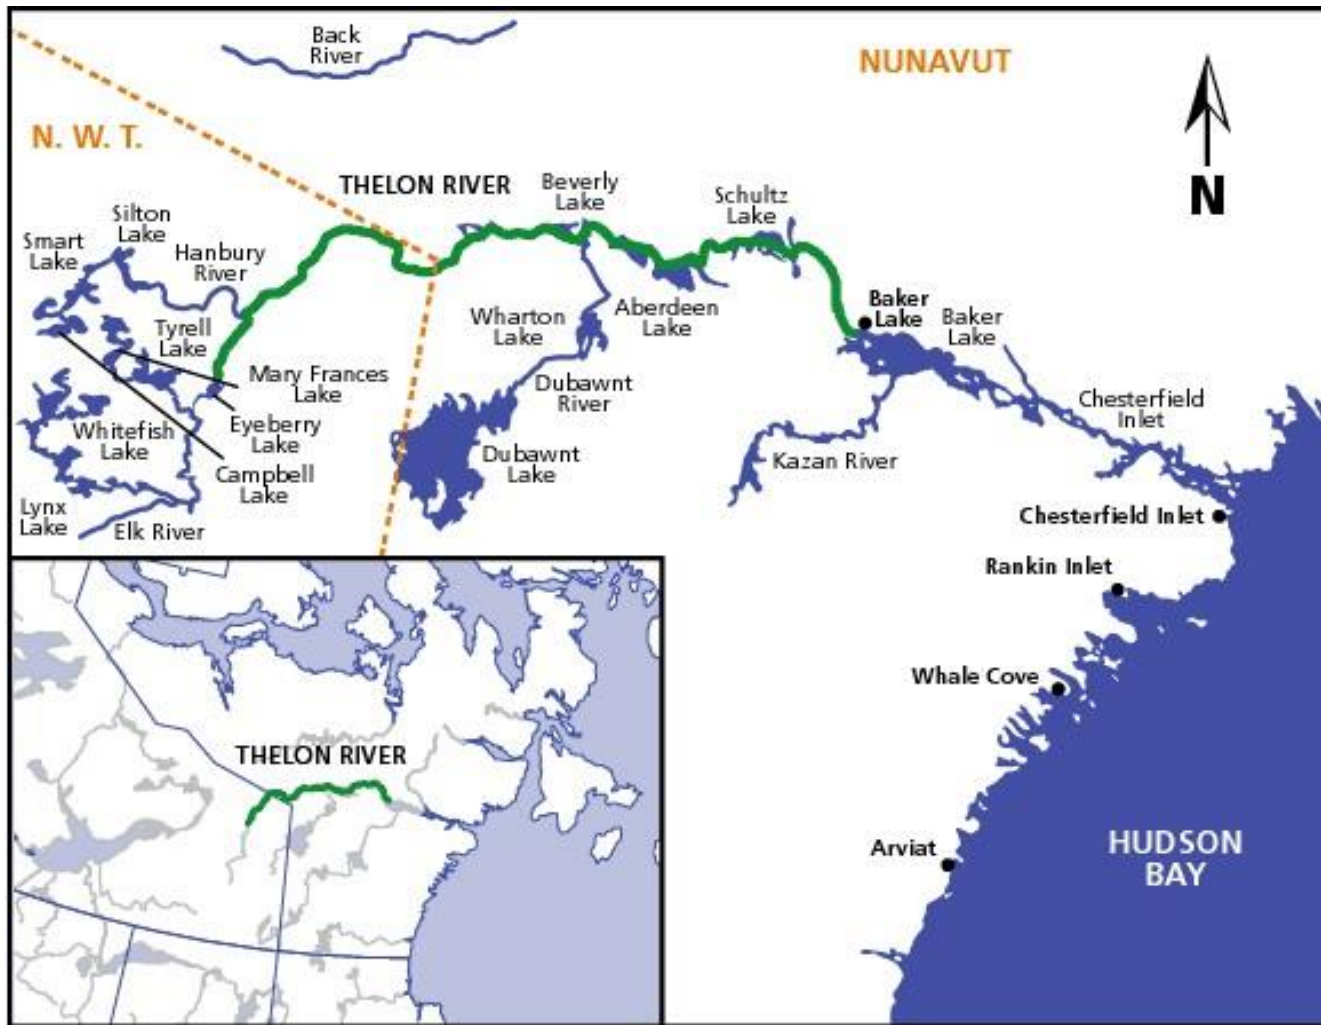 Back
River
NUNAVUT
N. W. T.
N
THELON RIVER
Beverly
Lake
Schultz
Lake
Silton
Lake
Smart
Lake
Hanbury
River
Tyrell
Lake
Wharton
Lake
Aberdeen
Lake
Baker
Lake
Baker
Lake
Mary Frances
Lake
Eyeberry
Lake
Dubawnt
River
Chesterfield
Inlet
Whitefish
Lake
Campbell
Lake
Dubawnt
Lake
Kazan River
Lynx
Lake
Elk River
Chesterfield Inlet
Rankin Inlet
Whale Cove
Arviat
HUDSON
BAY
THELON RIVER